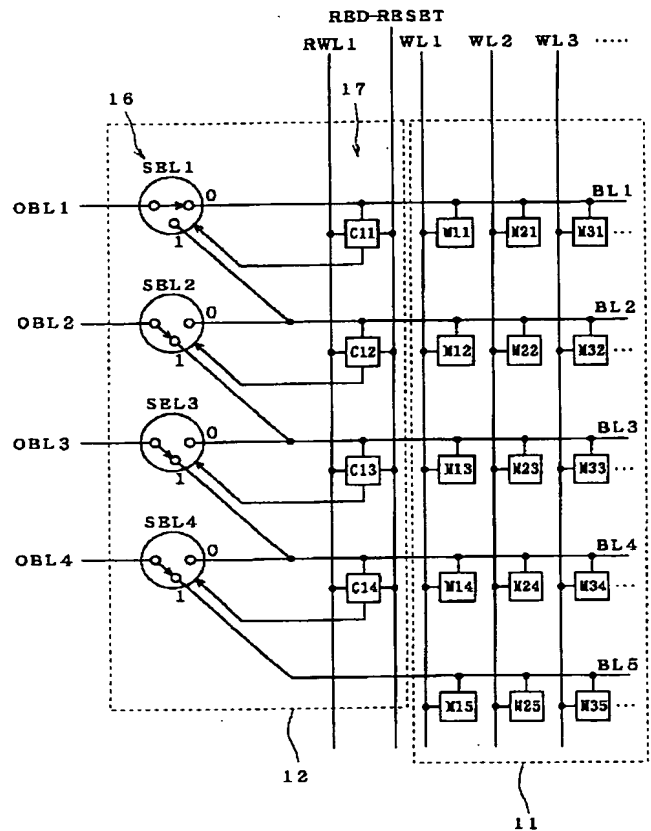 RED-RESET
RWL1 WL1 WL2 WL3 .....
16 17
SBL1
OBL1 0 BL1
C11 M11 M21 M31 ...
1
SBL2
OBL2 0 BL2
C12 M12 M22 M32 ...
1
SBL3
OBL3 0 BL3
C13 M13 M23 M33 ...
1
SBL4
OBL4 0 BL4
C14 M14 M24 M34 ...
1
BL5
M15 M25 M35 ...
12
11